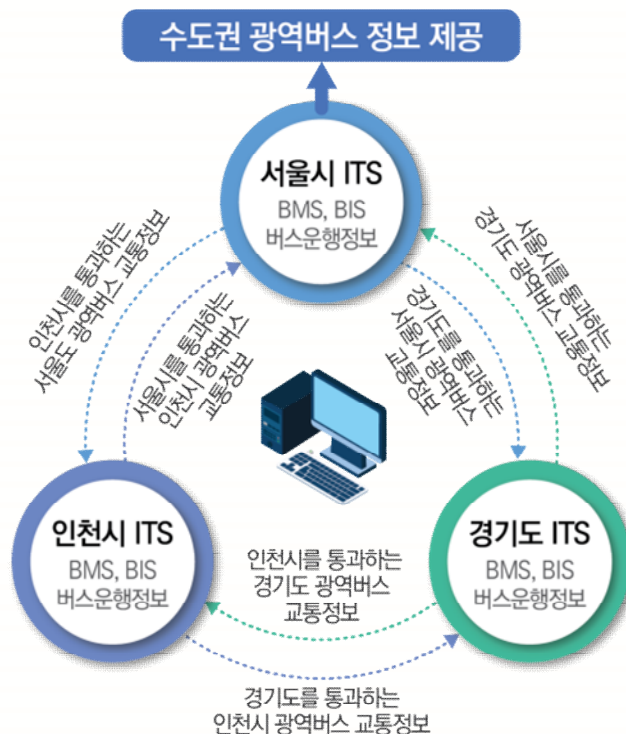 수도권 광역버스 정보 제공
서울시 ITS
BMS, BIS
버스운행정보
인천시를 통과하는
서울도 광역버스 교통정보
서울시를 통과하는
인천시 광역버스
교통정보
경기도를 통과하는
서울시 광역버스
교통정보
서울시를 통과하는
경기도 광역버스 교통정보
인천시 ITS
BMS, BIS
버스운행정보
인천시를 통과하는
경기도 광역버스
교통정보
경기도 ITS
BMS, BIS
버스운행정보
경기도를 통과하는
인천시 광역버스 교통정보